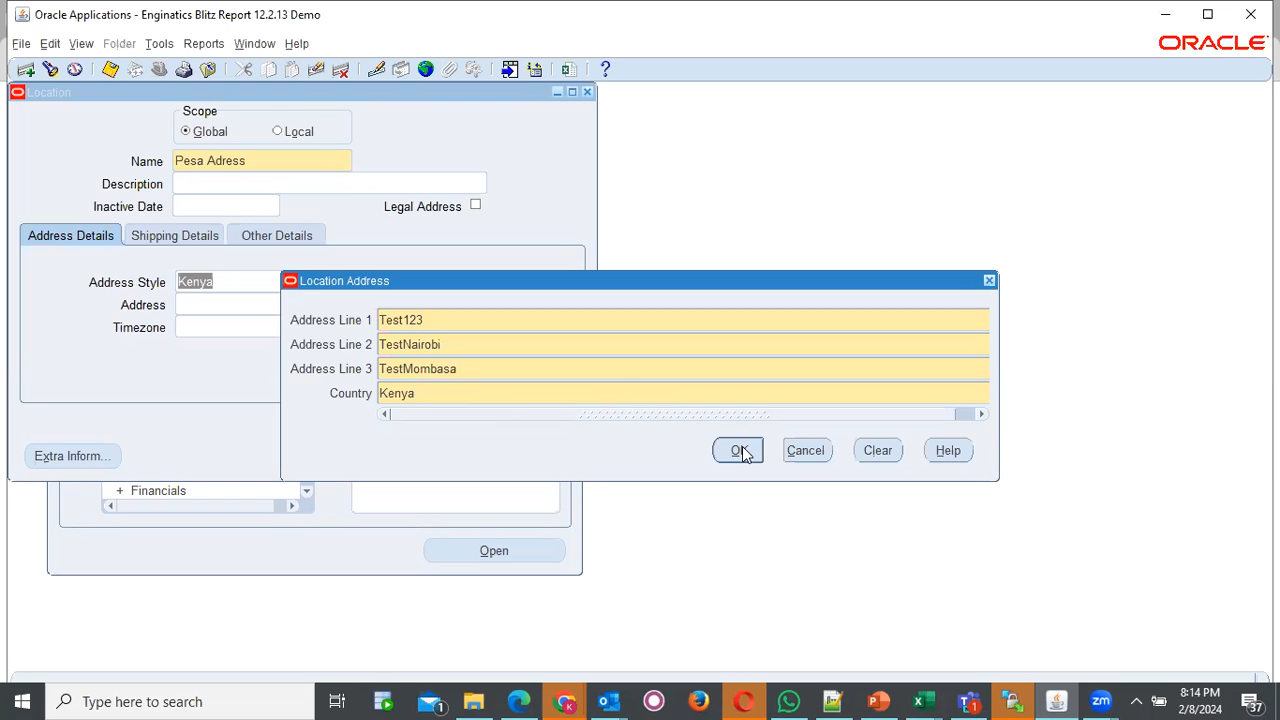 Oracle Applications - Enginatics Blitz Report 12.2.13 Demo
File Edit View Folder Tools Reports Window Help
ORACLE
Location
Scope
Global Local
Name Pesa Adress
Description
Inactive Date Legal Address
Address Details Shipping Details Other Details
Address Style Kenya
Address
Timezone
Location Address
Address Line 1 Test123
Address Line 2 TestNairobi
Address Line 3 TestMombasa
Country Kenya
OK Cancel Clear Help
Extra Inform...
+ Financials
Open
Type here to search
1
1
8:14 PM
2/8/2024
37